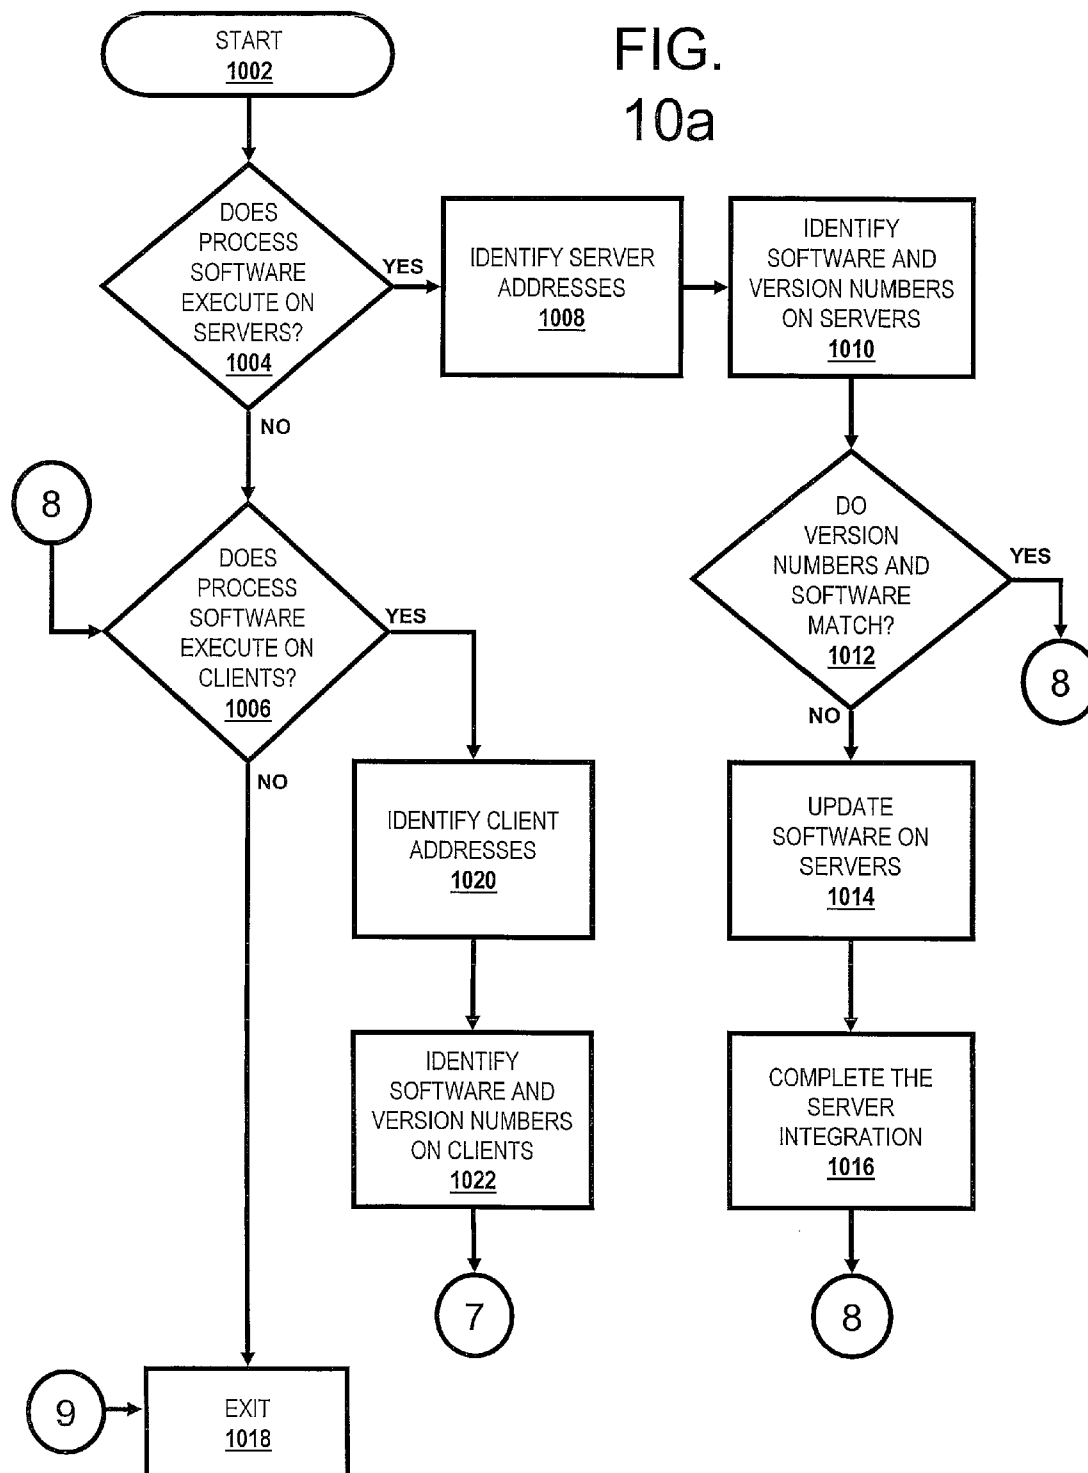 FIG.
10a
START
1002
DOES
PROCESS
SOFTWARE
EXECUTE ON
SERVERS?
1004
YES
NO
IDENTIFY SERVER
ADDRESSES
1008
IDENTIFY
SOFTWARE AND
VERSION NUMBERS
ON SERVERS
1010
8
DOES
PROCESS
SOFTWARE
EXECUTE ON
CLIENTS?
1006
YES
NO
DO
VERSION
NUMBERS AND
SOFTWARE
MATCH?
1012
YES
8
NO
IDENTIFY CLIENT
ADDRESSES
1020
UPDATE
SOFTWARE ON
SERVERS
1014
IDENTIFY
SOFTWARE AND
VERSION NUMBERS
ON CLIENTS
1022
COMPLETE THE
SERVER
INTEGRATION
1016
7
8
9
EXIT
1018